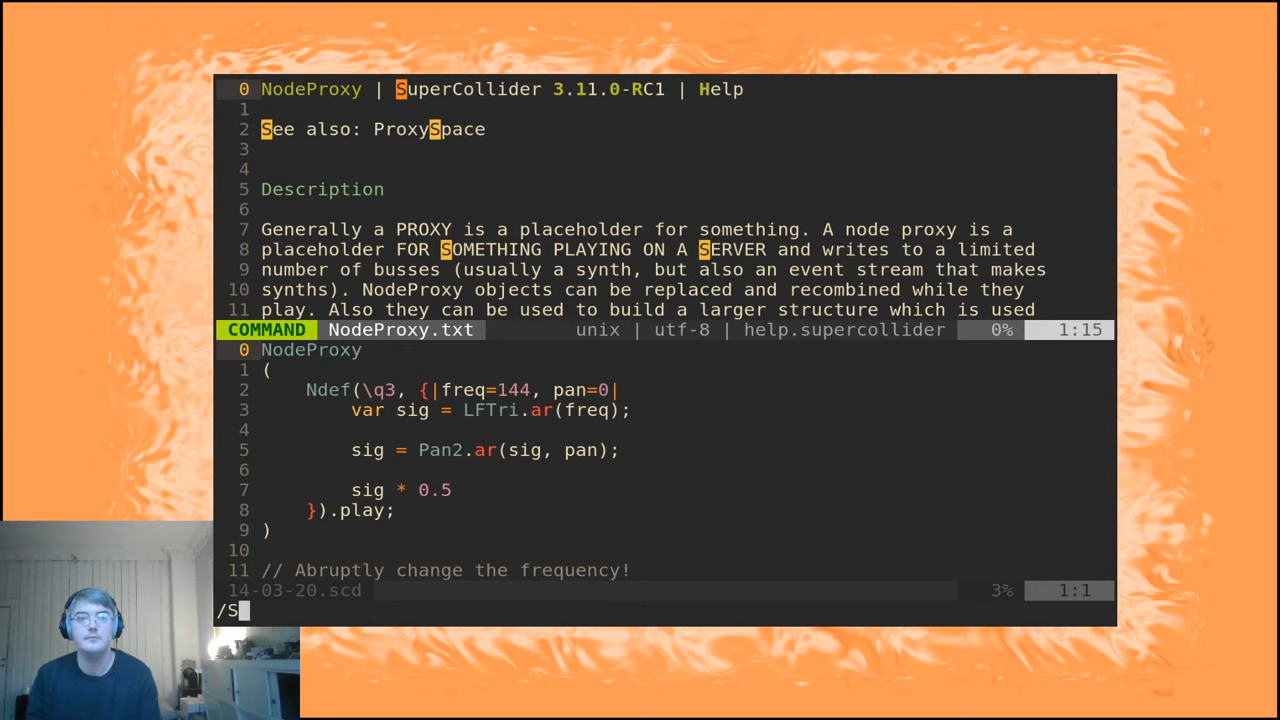 0 NodeProxy | SuperCollider 3.11.0-RC1 | Help
1
2 See also: ProxySpace
3
4
5 Description
6
7 Generally a PROXY is a placeholder for something. A node proxy is a
8 placeholder FOR SOMETHING PLAYING ON A SERVER and writes to a limited
9 number of busses (usually a synth, but also an event stream that makes
10 synths). NodeProxy objects can be replaced and recombined while they
11 play. Also they can be used to build a larger structure which is used
COMMAND NodeProxy.txt unix | utf-8 | help.supercollider 0% 1:15
0 NodeProxy
1 (
2 Ndef(\q3, {|freq=144, pan=0|
3 var sig = LFTri.ar(freq);
4
5 sig = Pan2.ar(sig, pan);
6
7 sig * 0.5
8 }).play;
9 )
10
11 // Abruptly change the frequency!
14-03-20.scd 3% 1:1
/S